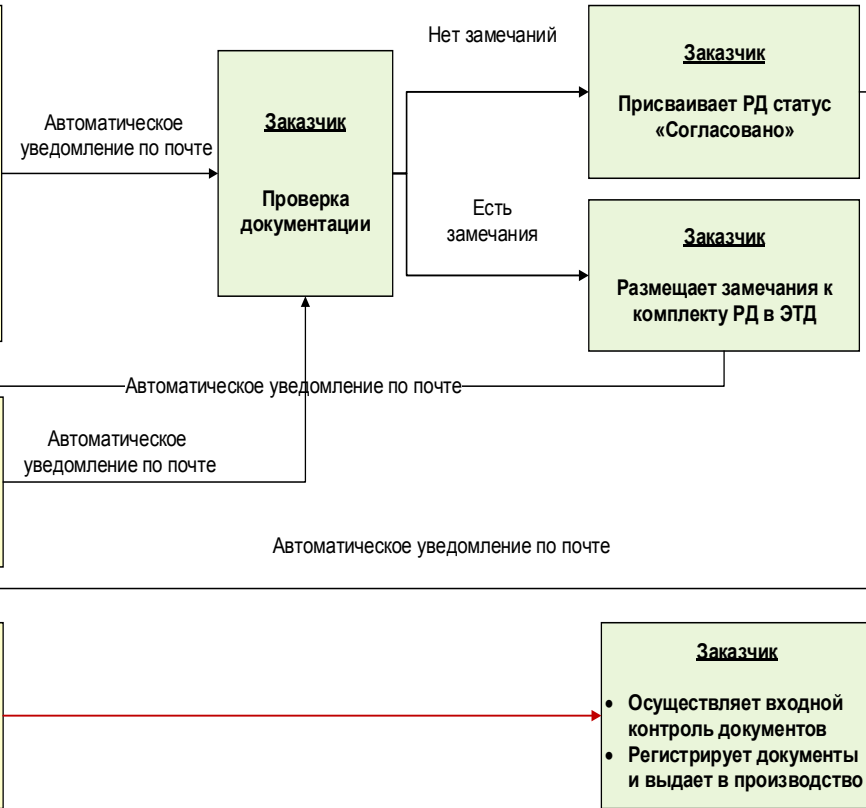 Нет замечаний
Заказчик
Присваивает РД статус
«Согласовано»
Автоматическое
уведомление по почте
Заказчик
Проверка
документации
Есть
замечания
Заказчик
Размещает замечания к
комплекту РД в ЭТД
Автоматическое уведомление по почте
Автоматическое
уведомление по почте
Автоматическое уведомление по почте
Заказчик
• Осуществляет входной
контроль документов
• Регистрирует документы
и выдает в производство